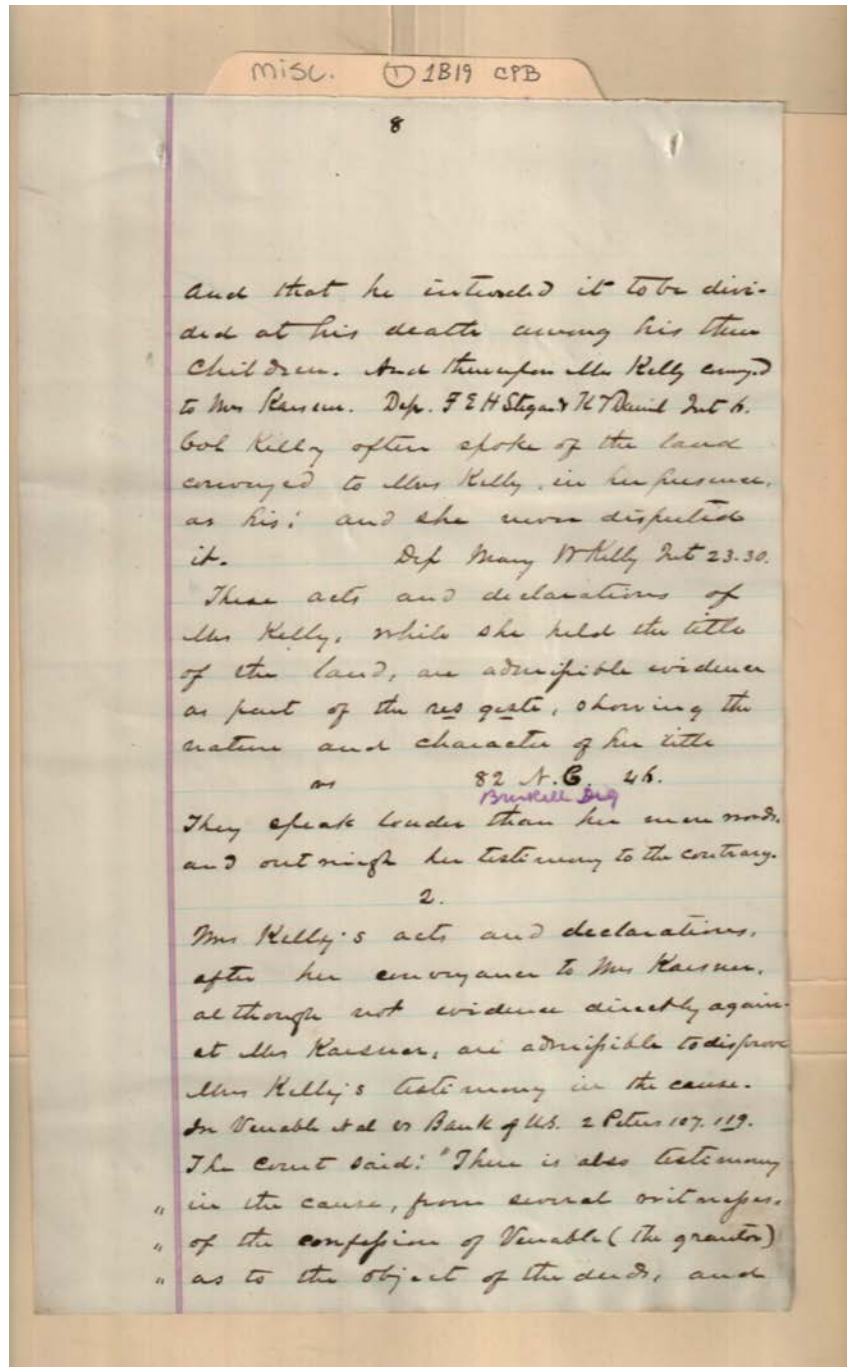 misc. ① 1B19 CPB
8
And that he intended it to be divi-
ded at his death among his three
children. And thereupon Mrs Kelly convey'd
to Mrs Karsner. Dep. F E H Steger & Int 6.
Col Kelly often spoke of the land
conveyed to Mrs Kelly, in her presence,
as his: and she never disputed
it. Dep Mary W Kelly Int 23.30.
These acts and declarations of
Mrs Kelly, while she held the title
of the land, are admissible evidence
as part of the res geste, showing the
nature and character of her title
vs 82 N.C. 46.
Dig
They speak louder than her mere words,
and outweigh her testimony to the contrary.
2.
Mrs Kelly's acts and declarations,
after her conveyance to Mrs Karsner,
although not evidence directly again-
st Mrs Karsner, are admissible to disprove
Mrs Kelly's testimony in the cause.
In Venable et al vs Bank of U.S. 2 Peters 107. 119.
The court said: "There is also testimony
" in the cause, from several witnesses,
" of the confession of Venable (the grantor)
" as to the object of the deeds, and